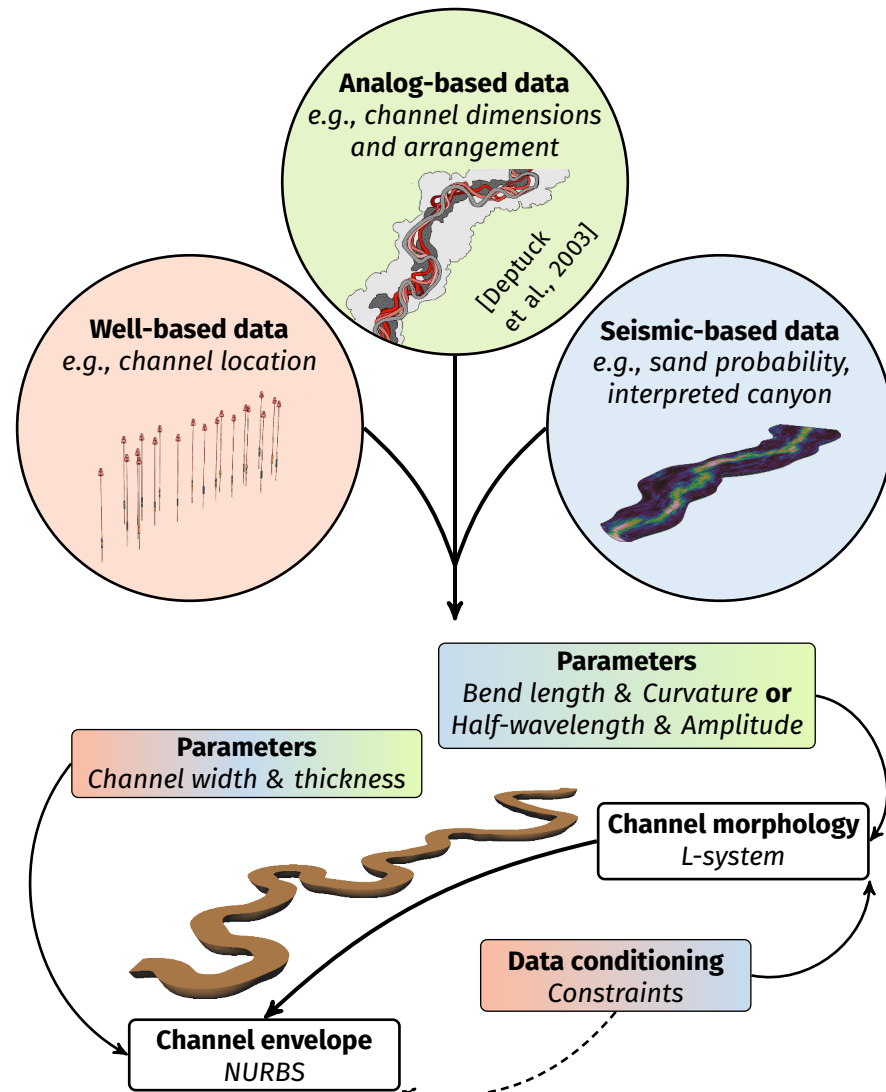 Analog-based data
e.g., channel dimensions
and arrangement
[Deptuck
et al., 2003]
Well-based data
e.g., channel location
Seismic-based data
e.g., sand probability,
interpreted canyon
Parameters
Bend length & Curvature or
Half-wavelength & Amplitude
Parameters
Channel width & thickness
Channel morphology
L-system
Data conditioning
Constraints
Channel envelope
NURBS